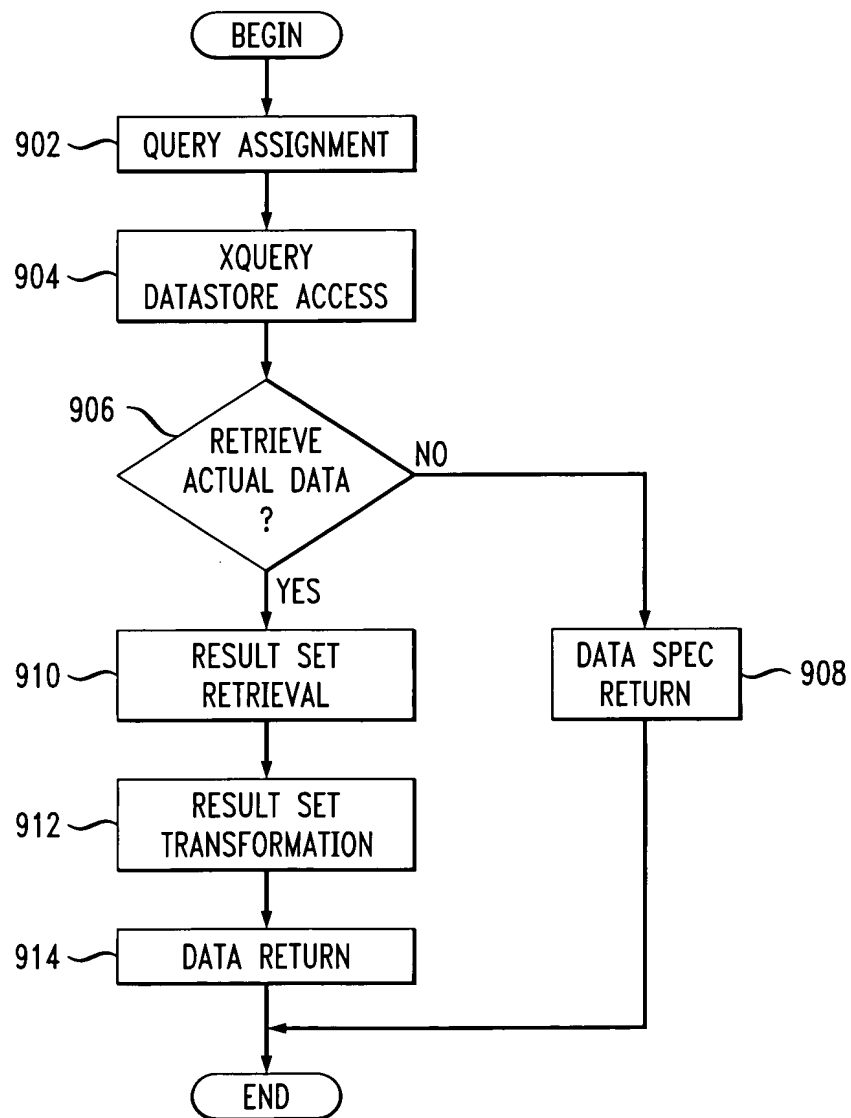 BEGIN
902
QUERY ASSIGNMENT
904
XQUERY
DATASTORE ACCESS
906
RETRIEVE
ACTUAL DATA
?
NO
YES
910
RESULT SET
RETRIEVAL
DATA SPEC
RETURN
908
912
RESULT SET
TRANSFORMATION
914
DATA RETURN
END